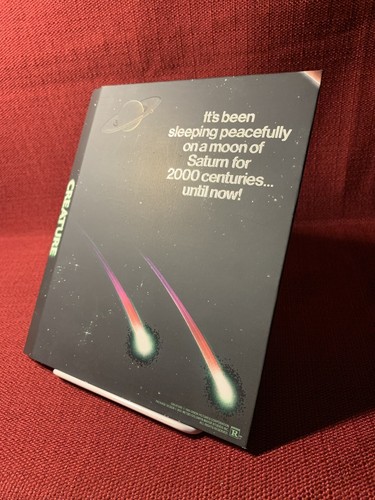 It's been
sleeping peacefully
on a moon of
Saturn for
2000 centuries...
until now!
CREATURE
R